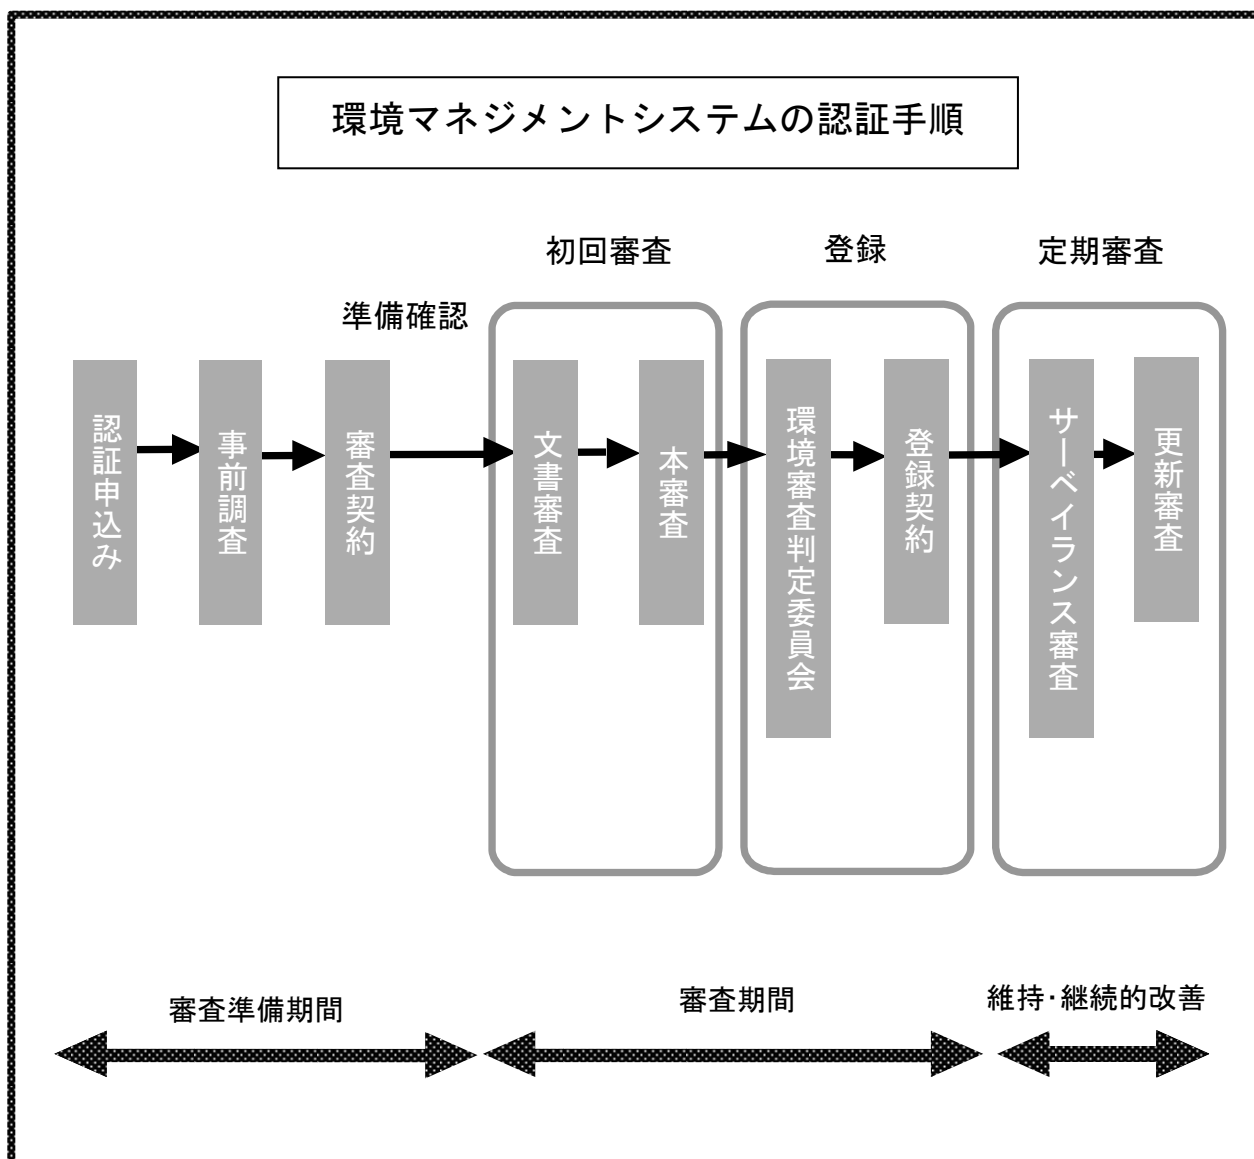 環境マネジメントシステムの認証手順
初回審査
登録
定期審査
準備確認
認証申込み
事前調査
審査契約
文書審査
本審査
環境審査判定委員会
登録契約
サーベイランス審査
更新審査
審査準備期間
審査期間
維持・継続的改善